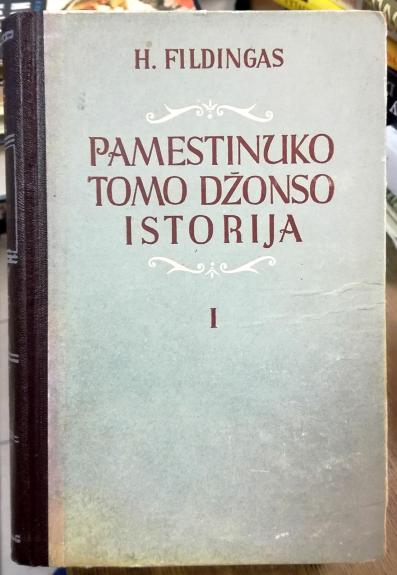 H. FILDINGAS
PAMESTINUKO
TOMO DŽONSO
ISTORIJA
I